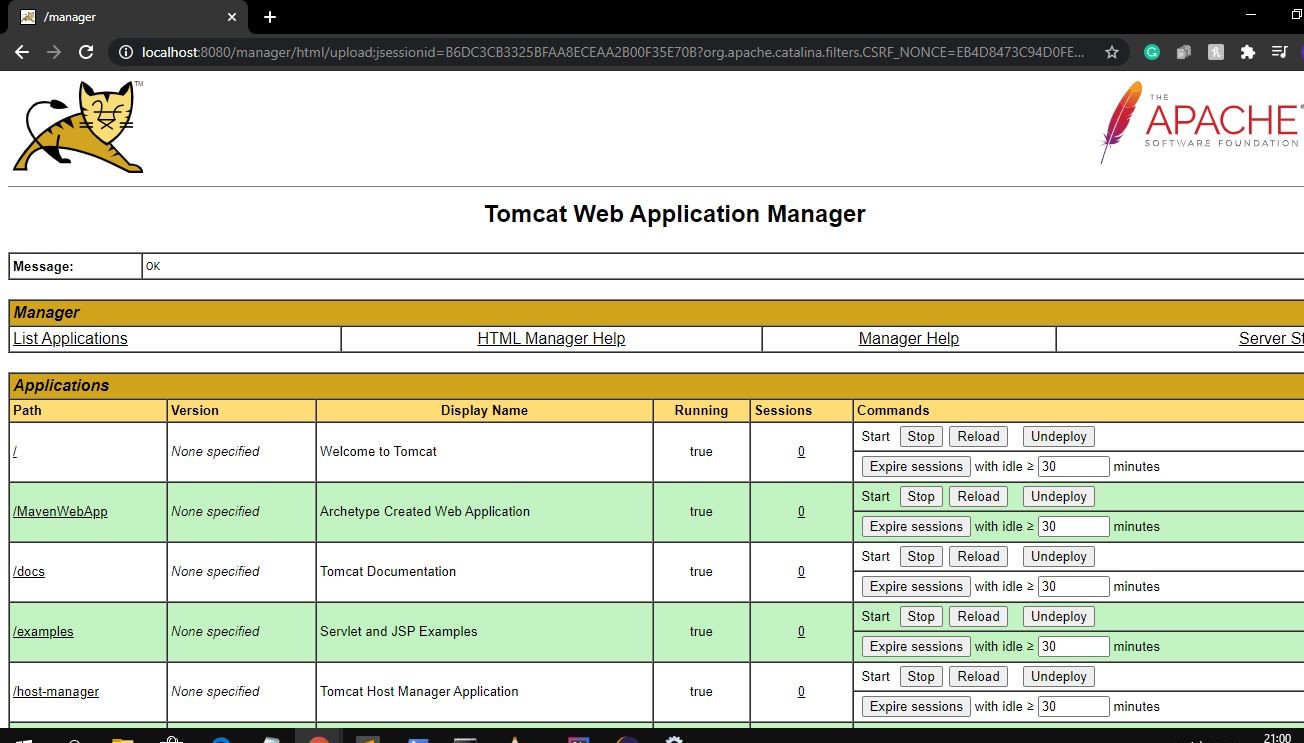 /manager
localhost:8080/manager/html/upload;jsessionid=B6DC3CB3325BFAA8ECEAA2B00F35E70B?org.apache.catalina.filters.CSRF_NONCE=EB4D8473C94D0FE...
TM
THE
APACHE®
SOFTWARE FOUNDATION
Tomcat Web Application Manager
Message: OK
Manager
List Applications HTML Manager Help Manager Help Server St
Applications
Path Version Display Name Running Sessions Commands
/ None specified Welcome to Tomcat true 0 Start Stop Reload Undeploy
Expire sessions with idle ≥ 30 minutes
/MavenWebApp None specified Archetype Created Web Application true 0 Start Stop Reload Undeploy
Expire sessions with idle ≥ 30 minutes
/docs None specified Tomcat Documentation true 0 Start Stop Reload Undeploy
Expire sessions with idle ≥ 30 minutes
/examples None specified Servlet and JSP Examples true 0 Start Stop Reload Undeploy
Expire sessions with idle ≥ 30 minutes
/host-manager None specified Tomcat Host Manager Application true 0 Start Stop Reload Undeploy
Expire sessions with idle ≥ 30 minutes
21:00